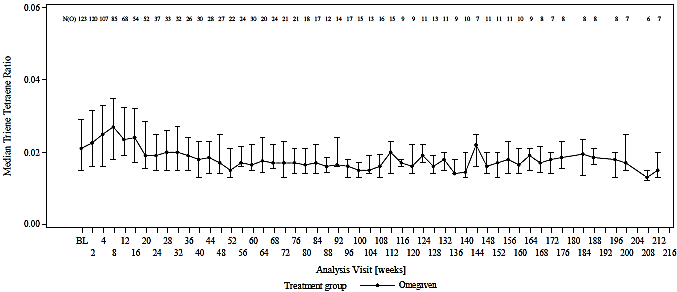 0.06
N(O) 123 120 107 85 68 54 52 37 33 32 26 30 28 27 22 24 30 20 24 21 21 18 17 12 14 17 15 15 16 15 9 9 13 11 13 9 10 7 11 11 11 10 9 8 7 8 8 8 8 7 6 7
0.04
0.02
0.00
Median Triene Tetraene Ratio
BL 4 12 20 28 36 44 52 60 68 76 84 92 100 108 116 124 132 140 148 156 164 172 180 188 196 204 212
2 8 16 24 32 40 48 56 64 72 80 88 96 104 112 120 128 136 144 152 160 168 176 184 192 200 208 216
Analysis Visit [weeks]
Treatment group Omegaven